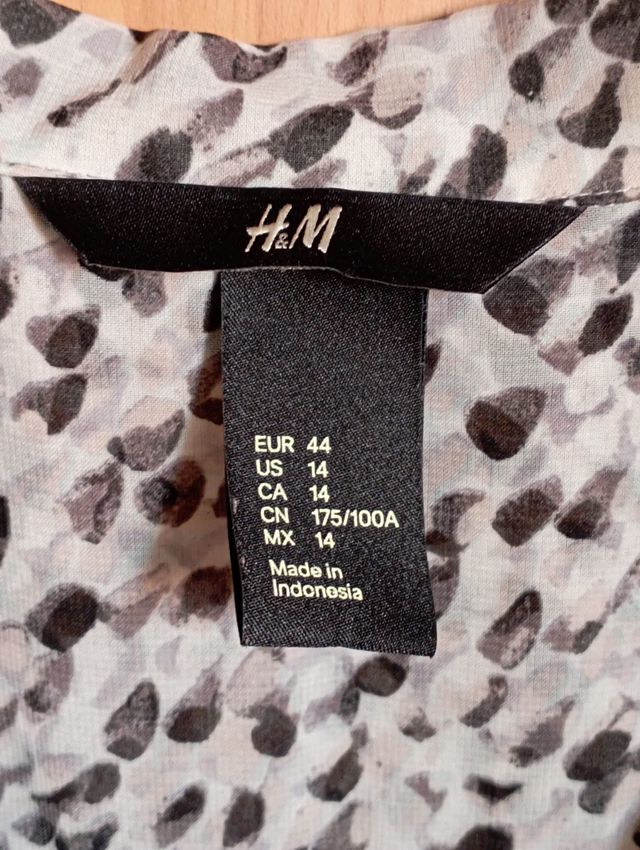 H&M
EUR 44
US 14
CA 14
CN 175/100A
MX 14
Made in
Indonesia